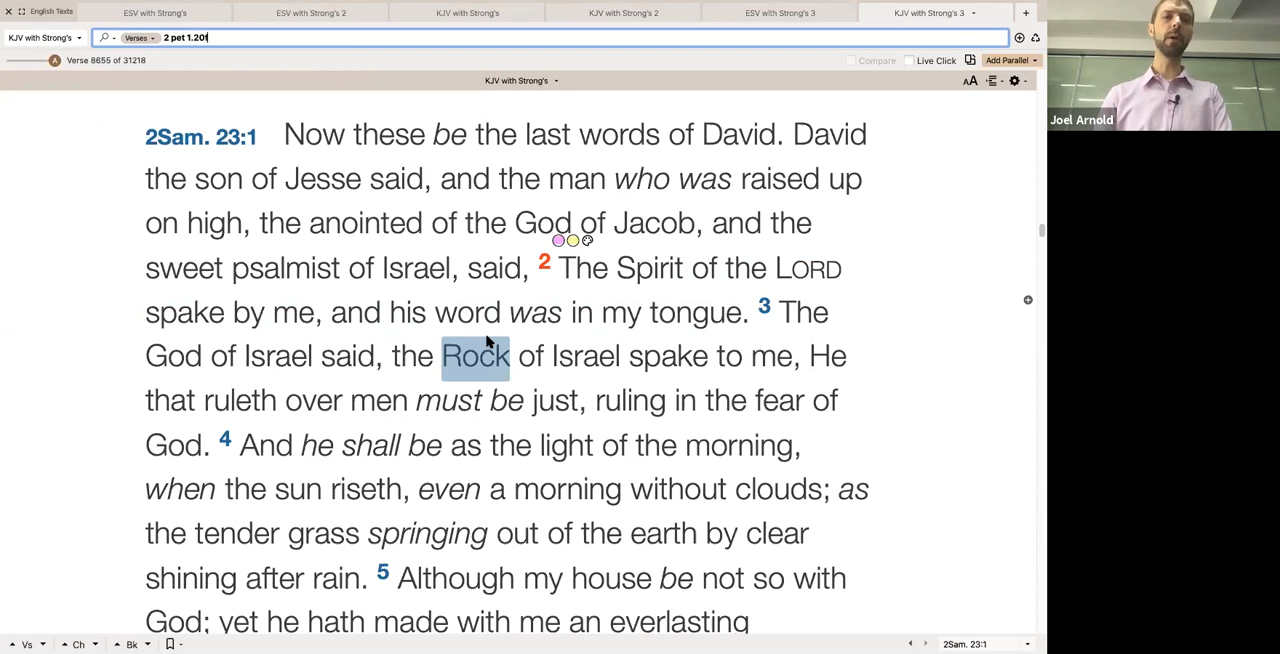 English Texts
ESV with Strong's
ESV with Strong's 2
KJV with Strong's
KJV with Strong's 2
ESV with Strong's 3
KJV with Strong's 3
KJV with Strong's
Verses
2 pet 1.20f
A
Verse 8655 of 31218
Compare
Live Click
Add Parallel
KJV with Strong's
AA
2Sam. 23:1 Now these be the last words of David. David
the son of Jesse said, and the man who was raised up
on high, the anointed of the God of Jacob, and the
sweet psalmist of Israel, said, 2 The Spirit of the LORD
spake by me, and his word was in my tongue. 3 The
God of Israel said, the Rock of Israel spake to me, He
that ruleth over men must be just, ruling in the fear of
God. 4 And he shall be as the light of the morning,
when the sun riseth, even a morning without clouds; as
the tender grass springing out of the earth by clear
shining after rain. 5 Although my house be not so with
God; yet he hath made with me an everlasting
Vs
Ch
Bk
2Sam. 23:1
Joel Arnold